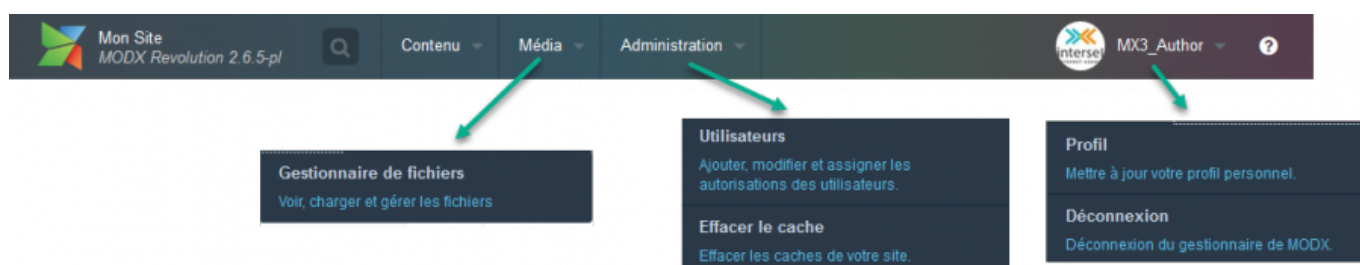 Mon Site
MODX Revolution 2.6.5-pl
Contenu
Média
Administration
intersel
MX3_Author
?
Gestionnaire de fichiers
Voir, charger et gérer les fichiers
Utilisateurs
Ajouter, modifier et assigner les
autorisations des utilisateurs.
Effacer le cache
Effacer les caches de votre site.
Profil
Mettre à jour votre profil personnel.
Déconnexion
Déconnexion du gestionnaire de MODX.